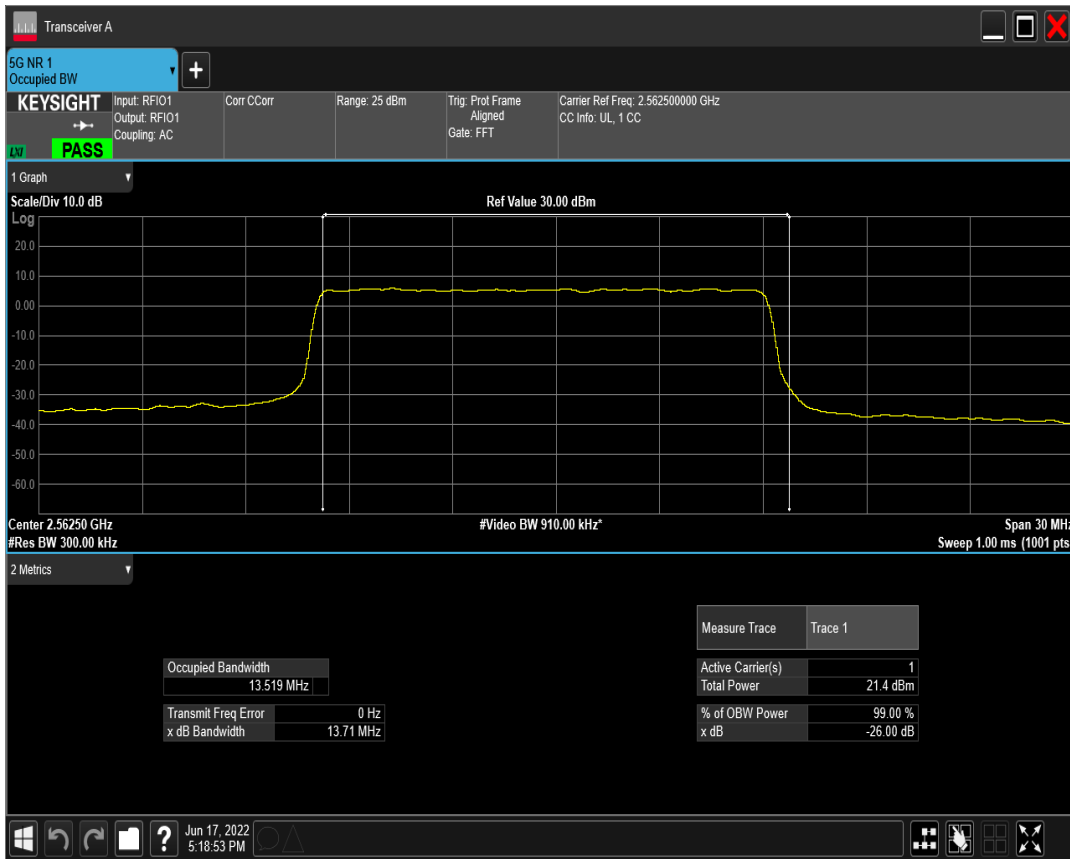 Transceiver A
5G NR 1
Occupied BW
KEYSIGHT
LXI
PASS
Input: RFIO1
Output: RFIO1
Coupling: AC
Corr CCorr
Range: 25 dBm
Trig: Prot Frame
Aligned
Gate: FFT
Carrier Ref Freq: 2.562500000 GHz
CC Info: UL, 1 CC
1 Graph
Scale/Div 10.0 dB
Ref Value 30.00 dBm
Log
20.0
10.0
0.00
-10.0
-20.0
-30.0
-40.0
-50.0
-60.0
Center 2.56250 GHz
#Video BW 910.00 kHz*
Span 30 MHz
#Res BW 300.00 kHz
Sweep 1.00 ms (1001 pts
2 Metrics
Measure Trace Trace 1
Occupied Bandwidth
13.519 MHz
Active Carrier(s) 1
Total Power 21.4 dBm
Transmit Freq Error 0 Hz
x dB Bandwidth 13.71 MHz
% of OBW Power 99.00 %
x dB -26.00 dB
?
Jun 17, 2022
5:18:53 PM